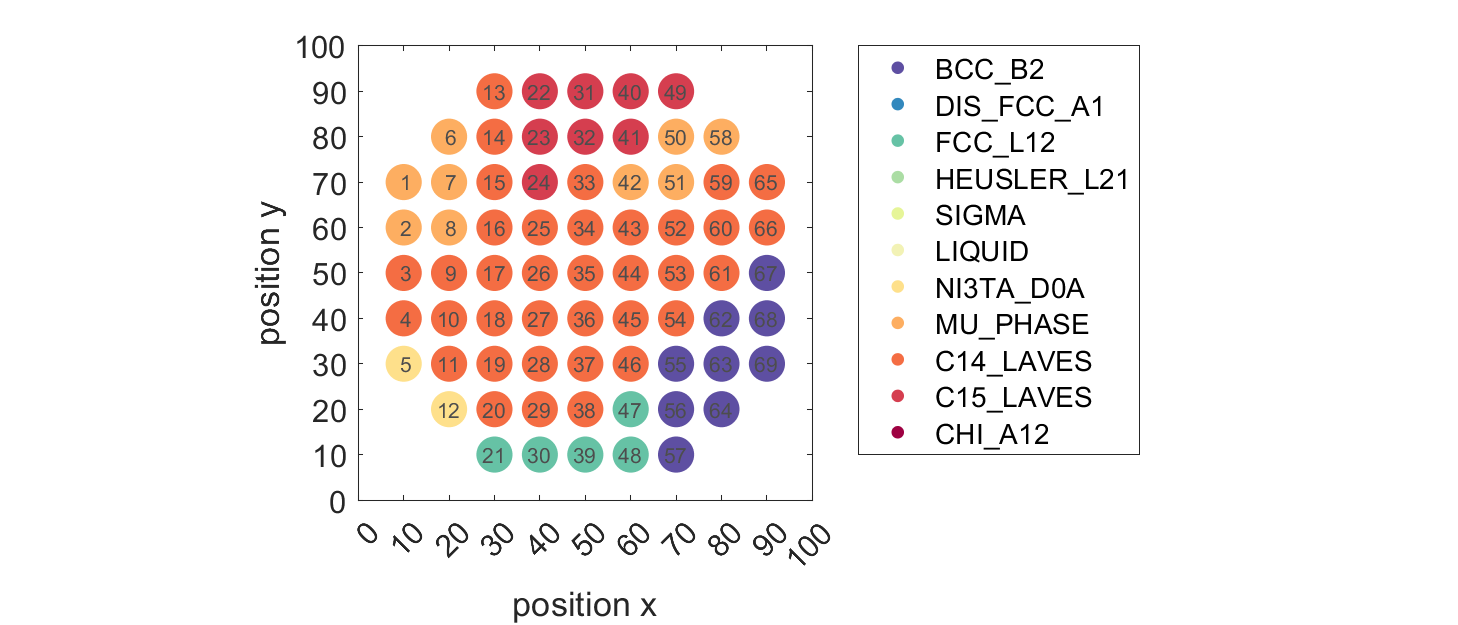 100
90
80
70
60
50
40
30
20
10
0
position y
13 22 31 40 49
6 14 23 32 41 50 58
1 7 15 24 33 42 51 59 65
2 8 16 25 34 43 52 60 66
3 9 17 26 35 44 53 61 67
4 10 18 27 36 45 54 62 68
5 11 19 28 37 46 55 63 69
12 20 29 38 47 56 64
21 30 39 48 57
0 10 20 30 40 50 60 70 80 90 100
position x
BCC_B2
DIS_FCC_A1
FCC_L12
HEUSLER_L21
SIGMA
LIQUID
NI3TA_D0A
MU_PHASE
C14_LAVES
C15_LAVES
CHI_A12